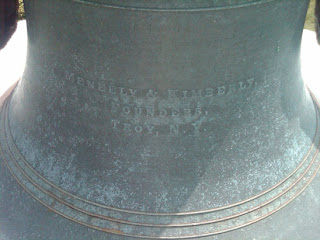 Meneely & Kimberly,
Founders,
Troy, N.Y.